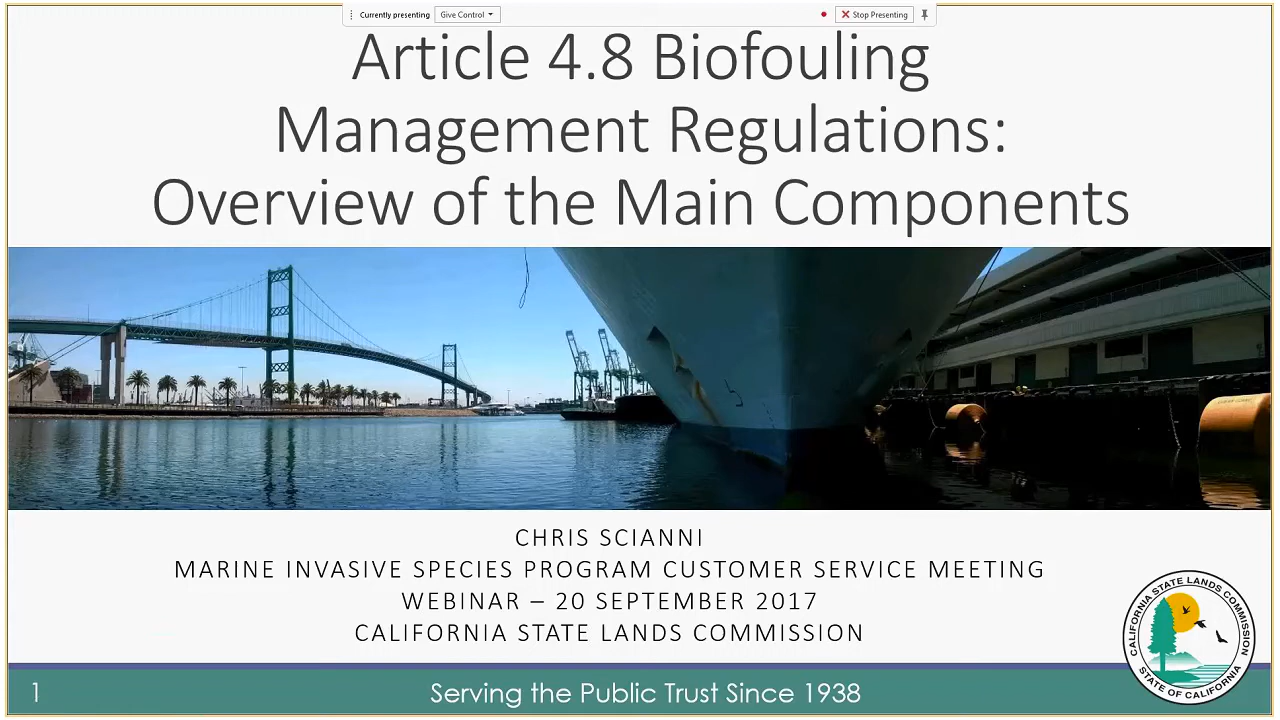 Currently presenting Give Control Stop Presenting
Article 4.8 Biofouling
Management Regulations:
Overview of the Main Components
CHRIS SCIANNI
MARINE INVASIVE SPECIES PROGRAM CUSTOMER SERVICE MEETING
WEBINAR – 20 SEPTEMBER 2017
CALIFORNIA STATE LANDS COMMISSION
CALIFORNIA STATE LANDS COMMISSION
STATE OF CALIFORNIA
1
Serving the Public Trust Since 1938